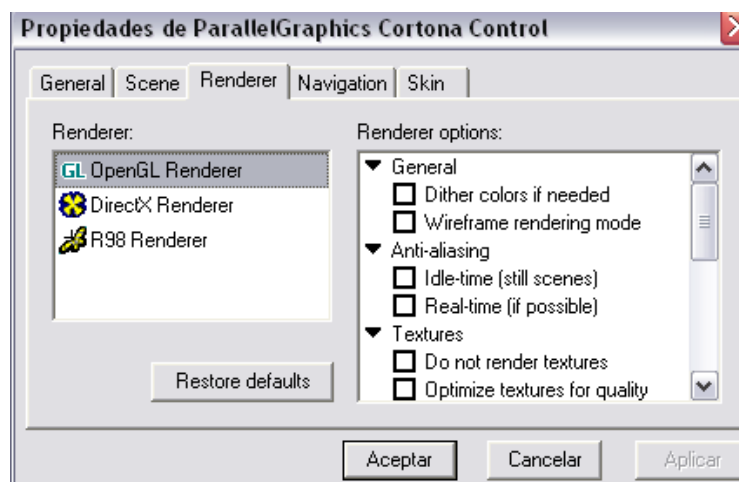 Propiedades de ParallelGraphics Cortona Control
General Scene Renderer Navigation Skin
Renderer:
GL OpenGL Renderer
DirectX Renderer
R98 Renderer
Restore defaults
Renderer options:
General
Dither colors if needed
Wireframe rendering mode
Anti-aliasing
Idle-time (still scenes)
Real-time (if possible)
Textures
Do not render textures
Optimize textures for quality
Aceptar Cancelar Aplicar